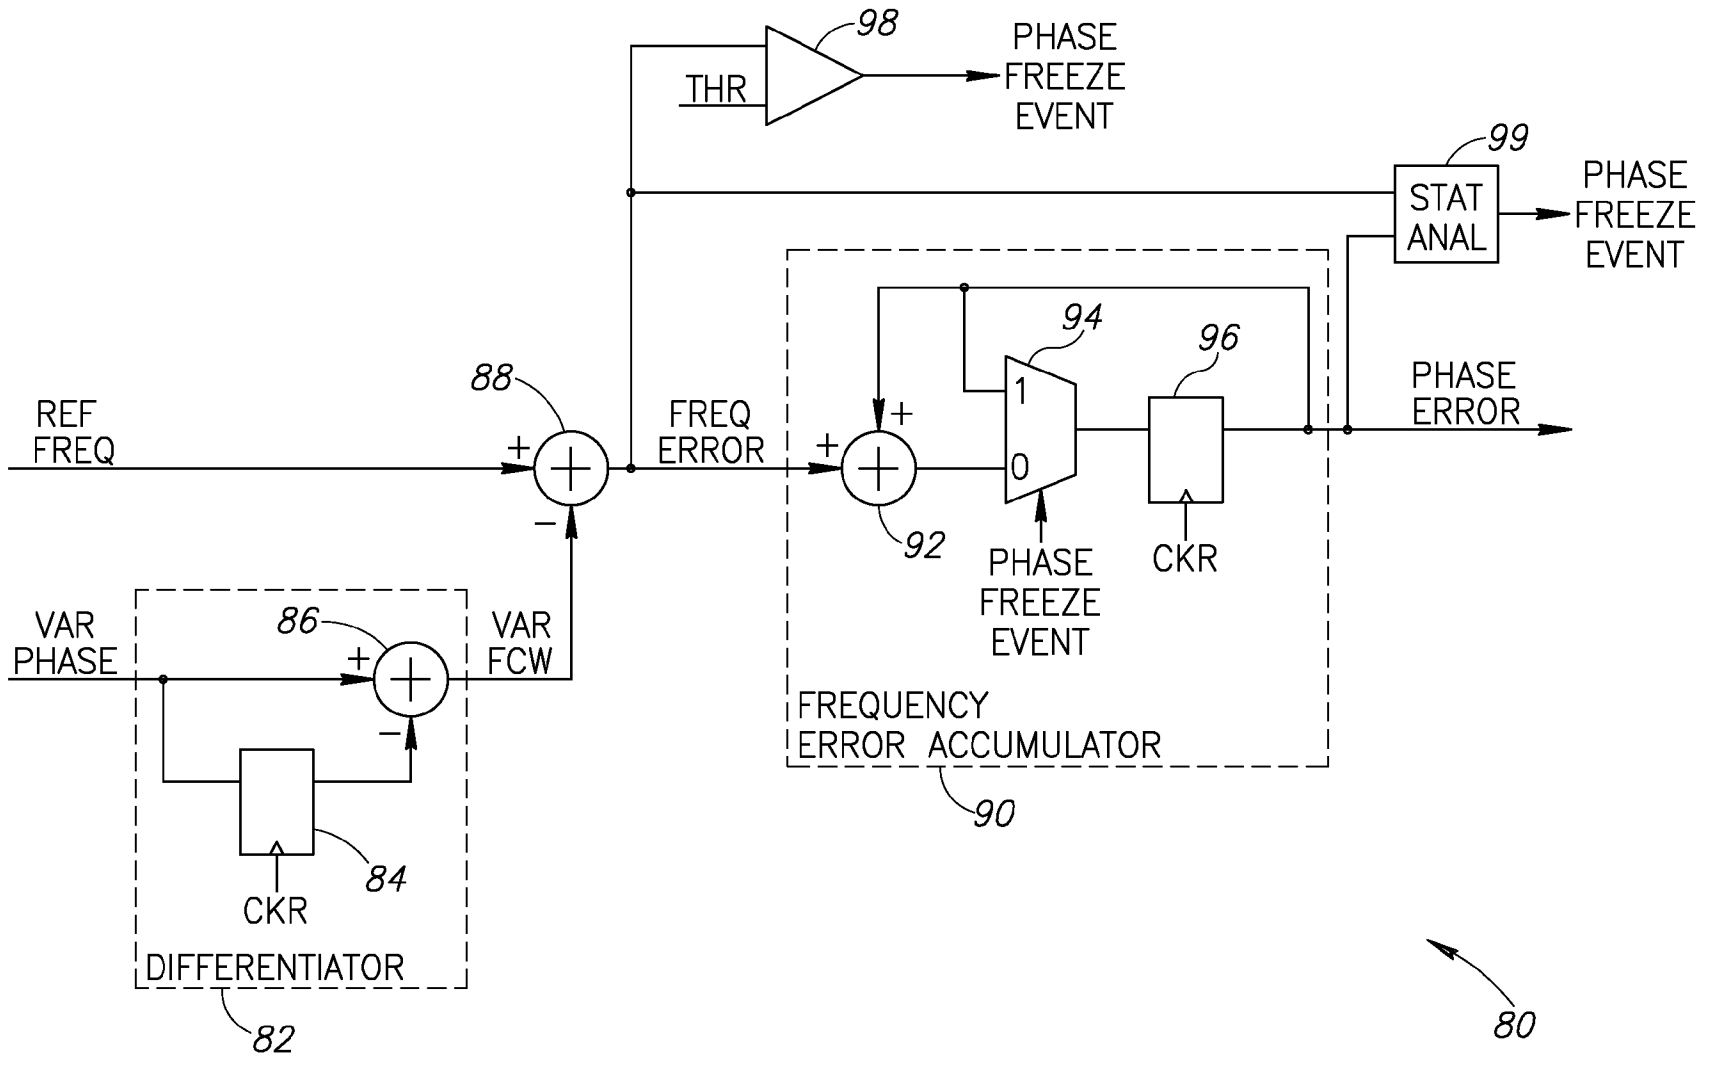 98
PHASE
FREEZE
EVENT
THR
99
STAT
ANAL
PHASE
FREEZE
EVENT
94
96
1
0
88
REF
FREQ
+
+
−
FREQ
ERROR
+
+
+
92
PHASE
FREEZE
EVENT
CKR
PHASE
ERROR
FREQUENCY
ERROR ACCUMULATOR
90
VAR
PHASE
86
+
+
−
VAR
FCW
84
CKR
DIFFERENTIATOR
82
80